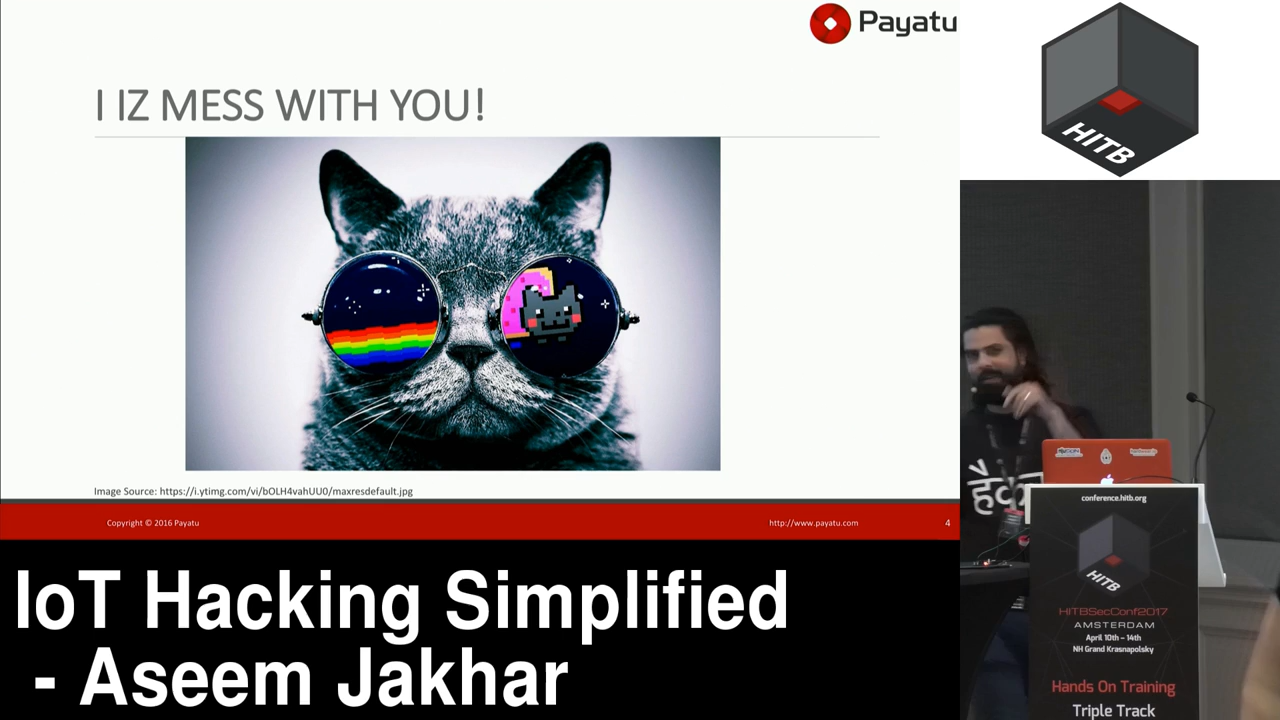 Payatu
I IZ MESS WITH YOU!
Image Source: https://i.ytimg.com/vi/bOLH4vahUU0/maxresdefault.jpg
Copyright © 2016 Payatu
http://www.payatu.com
4
IoT Hacking Simplified
- Aseem Jakhar
HITB
conference.hitb.org
HITB
HITBSecConf2017
AMSTERDAM
April 10th - 14th
NH Grand Krasnapolsky
Hands On Training
Triple Track